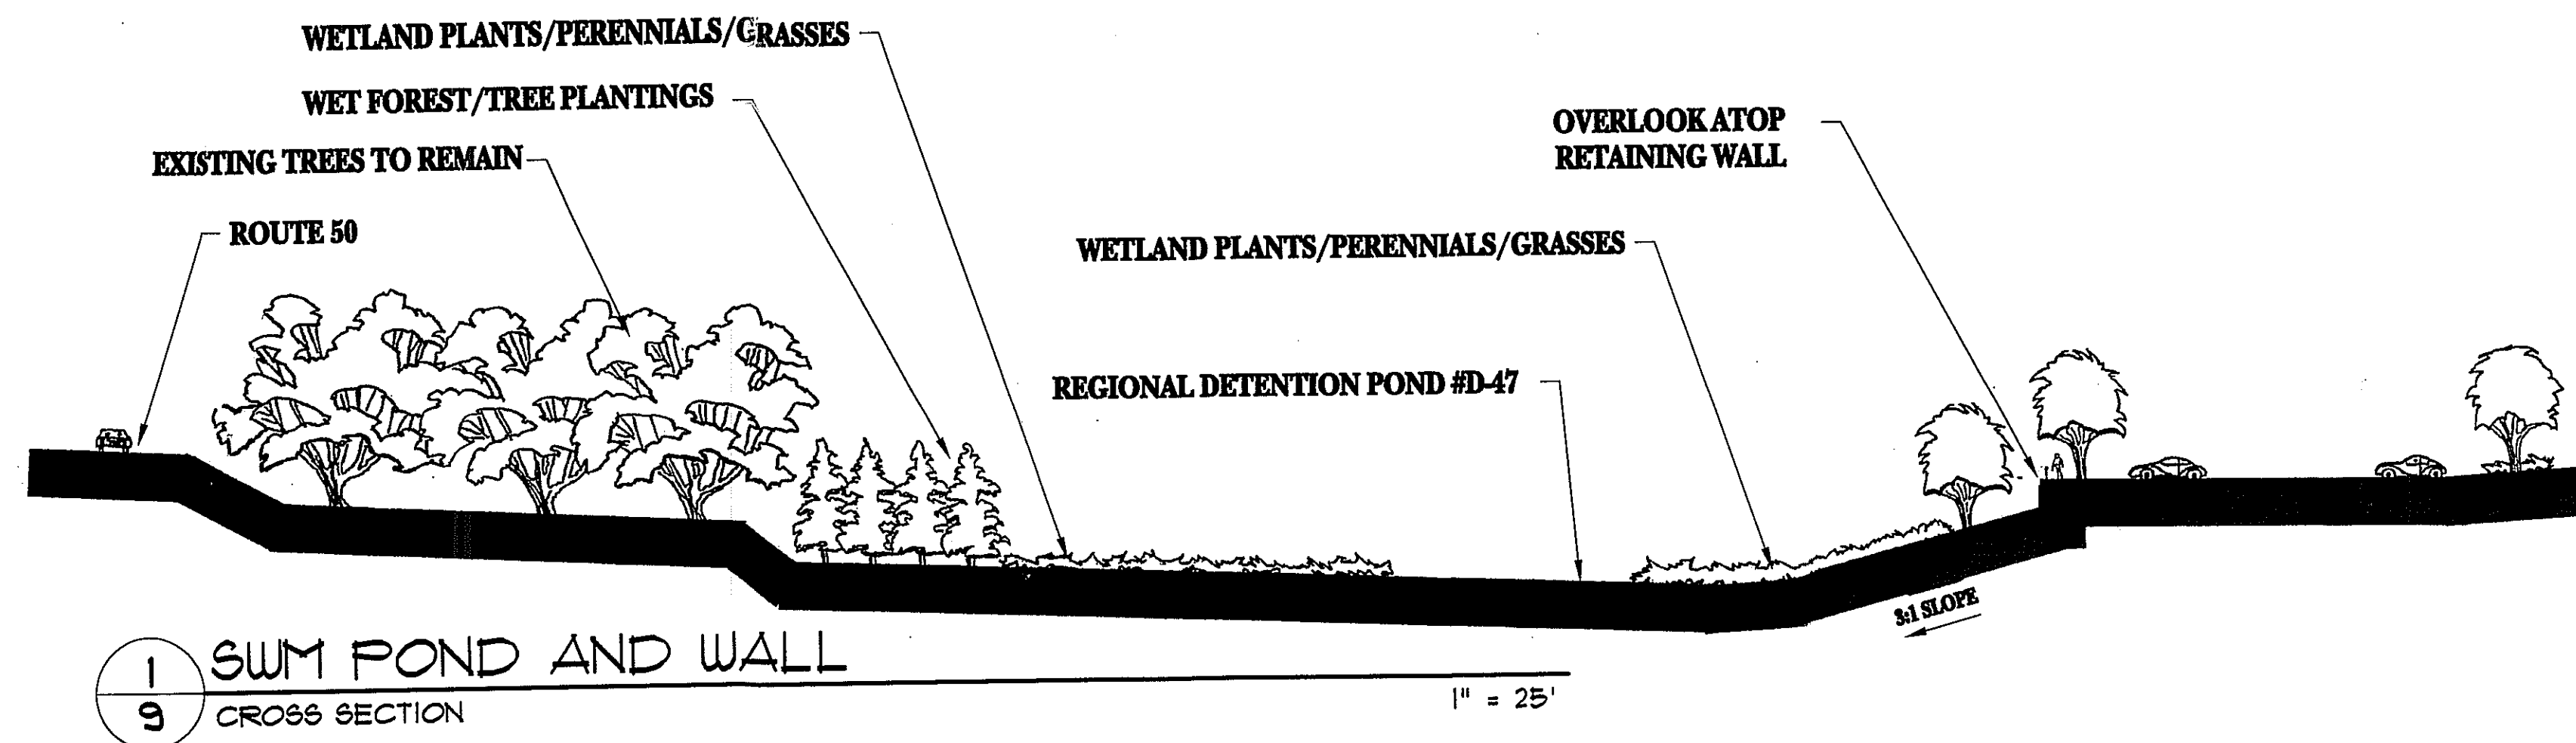 WETLAND PLANTS/PERENNIALS/GRASSES
WET FOREST/TREE PLANTINGS
EXISTING TREES TO REMAIN
ROUTE 50
OVERLOOK ATOP
RETAINING WALL
WETLAND PLANTS/PERENNIALS/GRASSES
REGIONAL DETENTION POND #D-47
3:1 SLOPE
1
9
SWM POND AND WALL
CROSS SECTION
1" = 25'